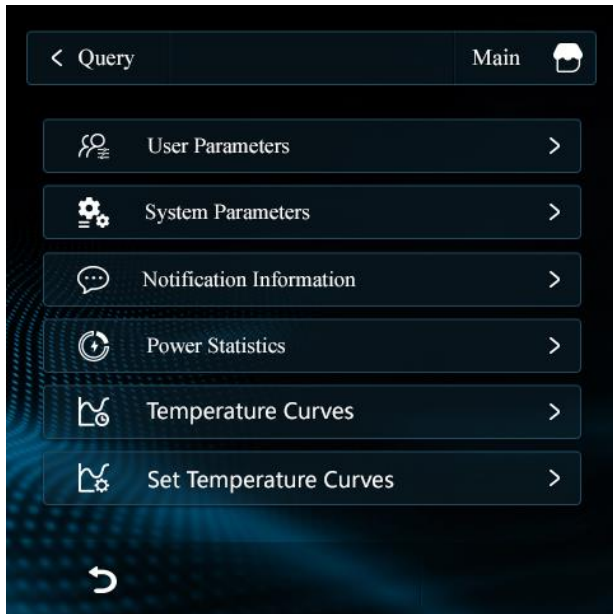 Query
Main
User Parameters
System Parameters
Notification Information
Power Statistics
Temperature Curves
Set Temperature Curves